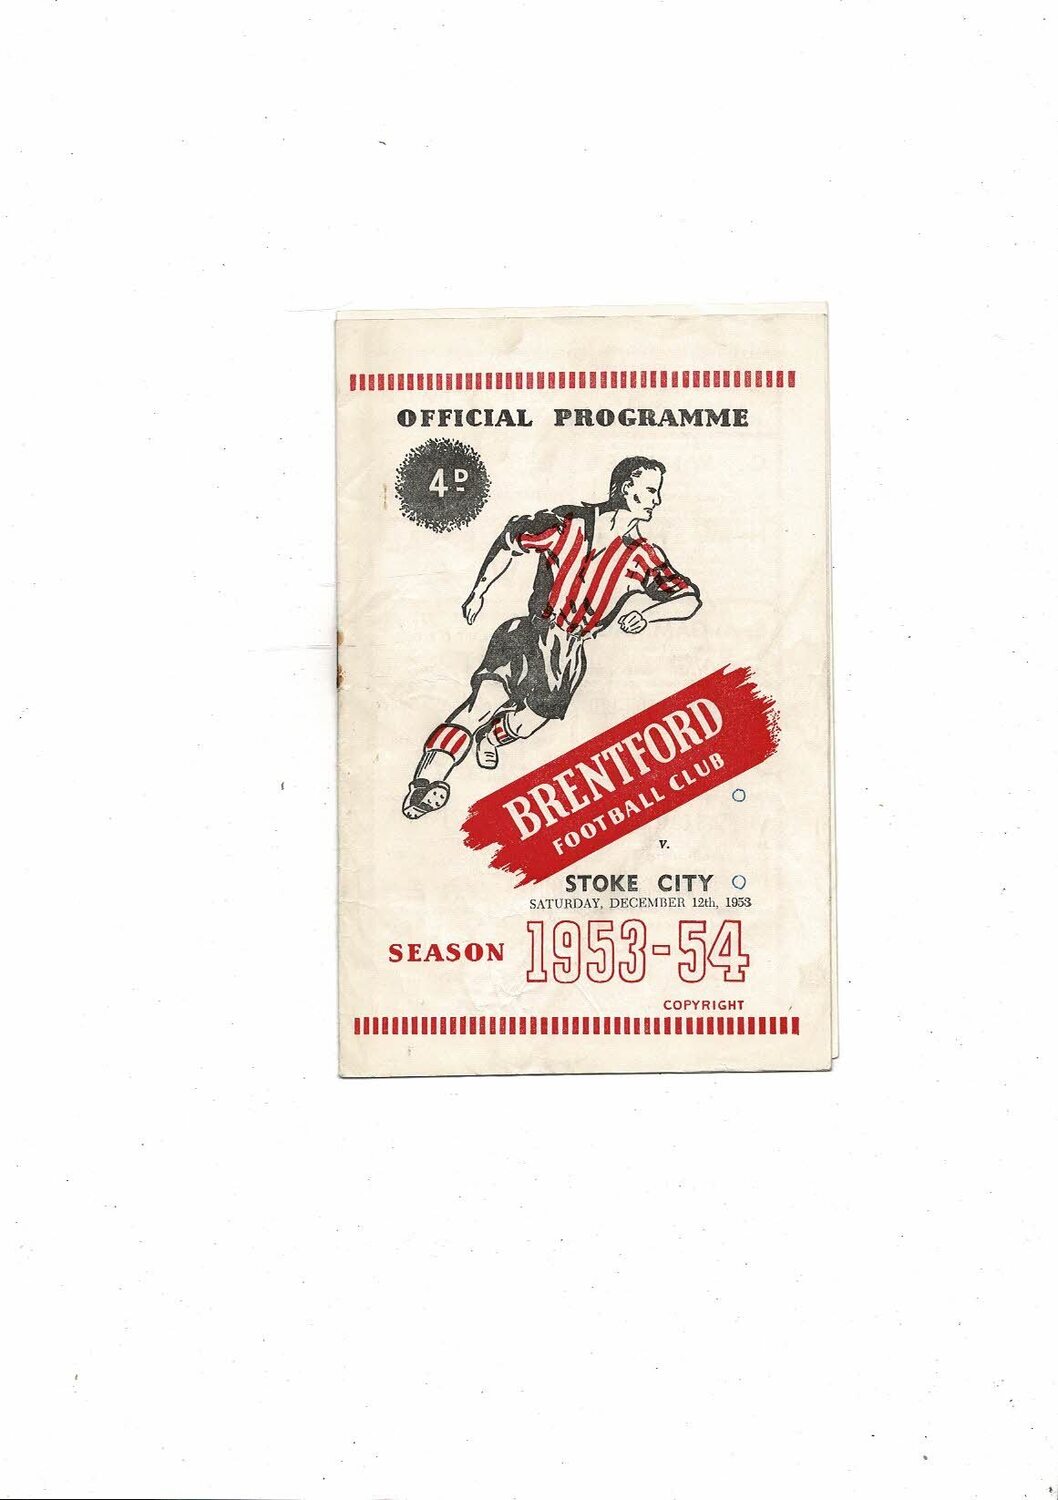 OFFICIAL PROGRAMME
4D
BRENTFORD
FOOTBALL CLUB
v.
STOKE CITY
SATURDAY, DECEMBER 12th, 1953
SEASON 1953-54
COPYRIGHT